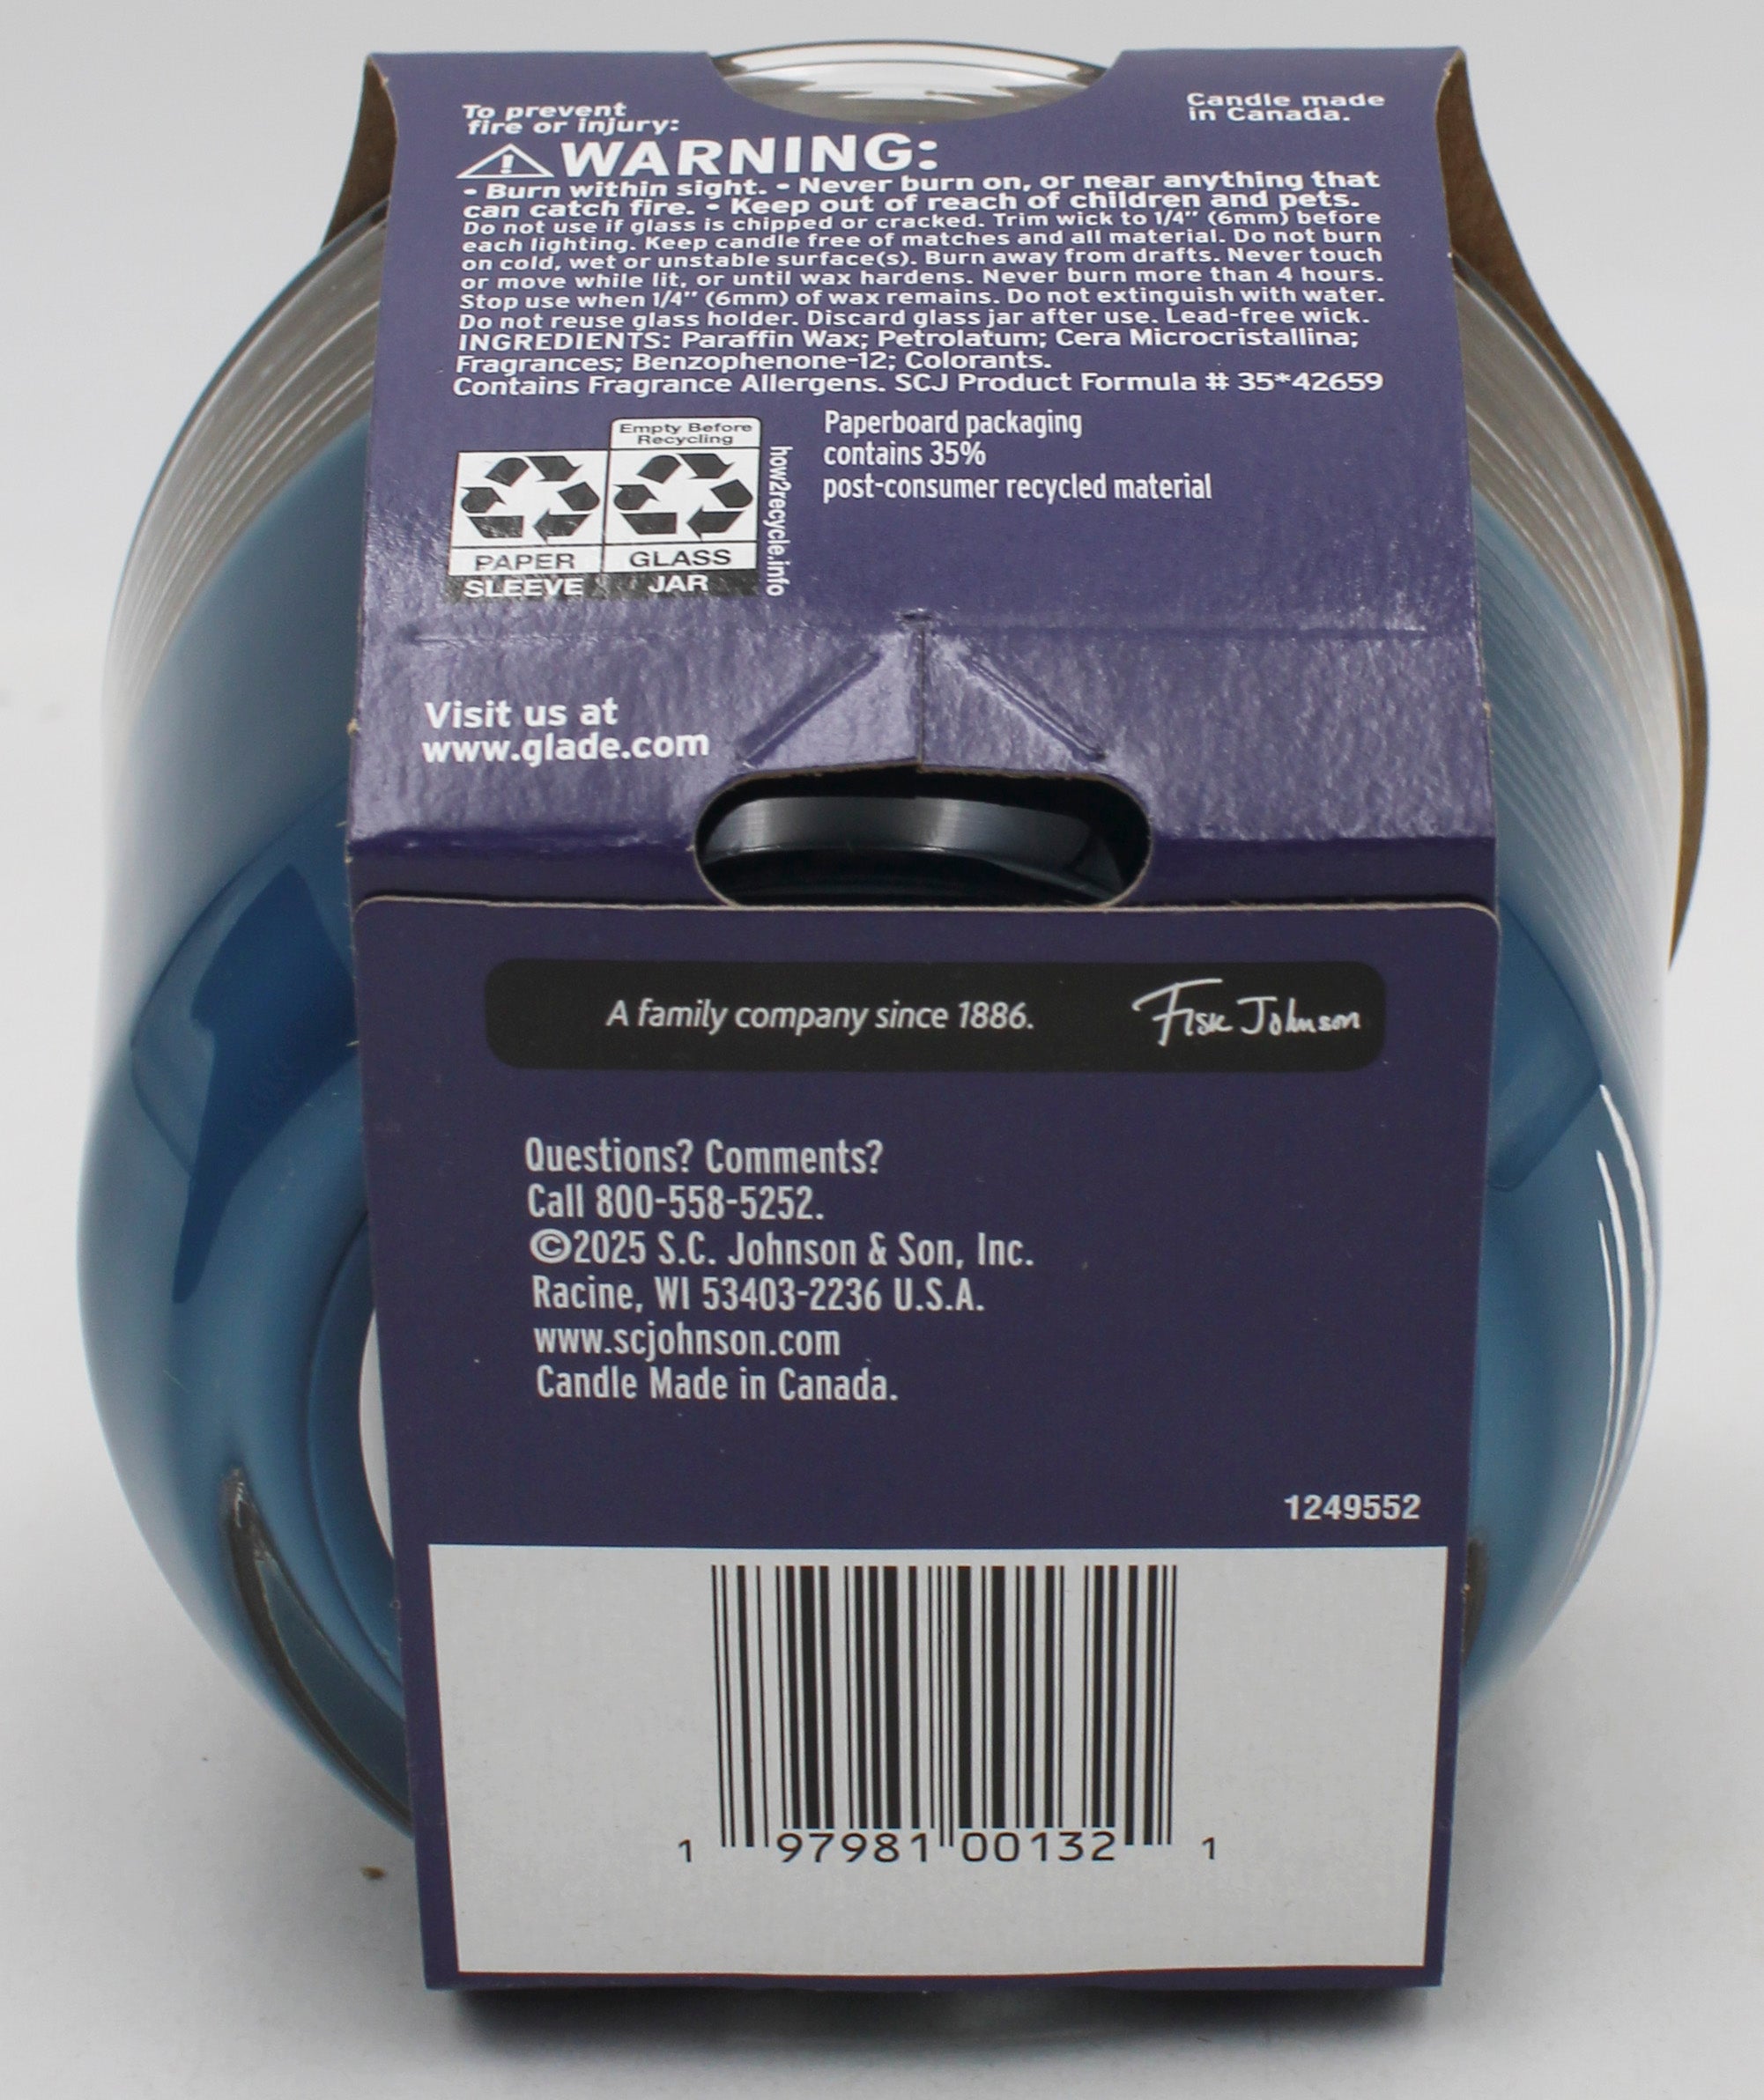 To prevent
fire or injury:
Candle made
in Canada.
WARNING:
• Burn within sight. • Never burn on, or near anything that
can catch fire. • Keep out of reach of children and pets.
Do not use if glass is chipped or cracked. Trim wick to 1/4" (6mm) before
each lighting. Keep candle free of matches and all material. Do not burn
on cold, wet or unstable surface(s). Burn away from drafts. Never touch
or move while lit, or until wax hardens. Never burn more than 4 hours.
Stop use when 1/4" (6mm) of wax remains. Do not extinguish with water.
Do not reuse glass holder. Discard glass jar after use. Lead-free wick.
INGREDIENTS: Paraffin Wax; Petrolatum; Cera Microcristallina;
Fragrances; Benzophenone-12; Colorants.
Contains Fragrance Allergens. SCJ Product Formula # 35*42659
Empty Before
Recycling
PAPER
SLEEVE
GLASS
JAR
how2recycle.info
Paperboard packaging
contains 35%
post-consumer recycled material
Visit us at
www.glade.com
A family company since 1886.
Fisk Johnson
Questions? Comments?
Call 800-558-5252.
©2025 S.C. Johnson & Son, Inc.
Racine, WI 53403-2236 U.S.A.
www.scjohnson.com
Candle Made in Canada.
1249552
1 97981 00132 1